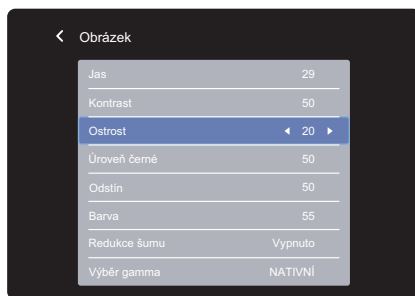 Obrázek
Jas 29
Kontrast 50
Ostrost 20
Úroveň černé 50
Odstín 50
Barva 55
Redukce šumu Vypnuto
Výběr gamma NATIVNÍ